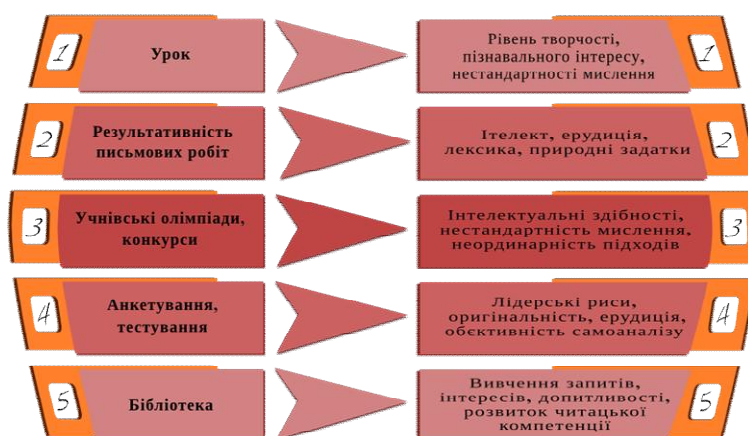 1
Урок
Рівень творчості,
пізнавального інтересу,
нестандартності мислення
1
2
Результативність
письмових робіт
Ітелект, ерудиція,
лексика, природні задатки
2
3
Учнівські олімпіади,
конкурси
Інтелектуальні здібності,
нестандартність мислення,
неординарність підходів
3
4
Анкетування,
тестування
Лідерські риси,
оригінальність, ерудиція,
обєктивність самоаналізу
4
5
Бібліотека
Вивчення запитів,
інтересів, допитливості,
розвиток читацької
компетенції
5